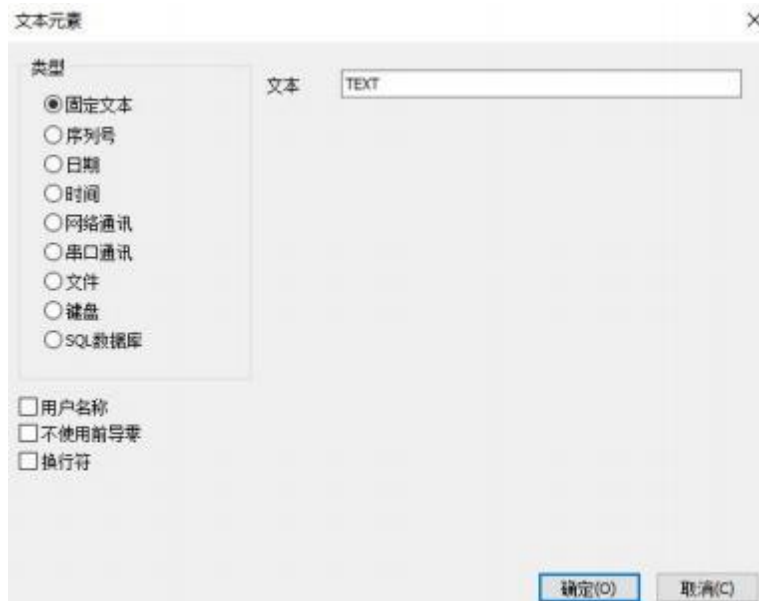 文本元素
类型
固定文本
序列号
日期
时间
网络通讯
串口通讯
文件
键盘
SQL数据库
文本
TEXT
用户名称
不使用前导零
换行符
确定(O)
取消(C)